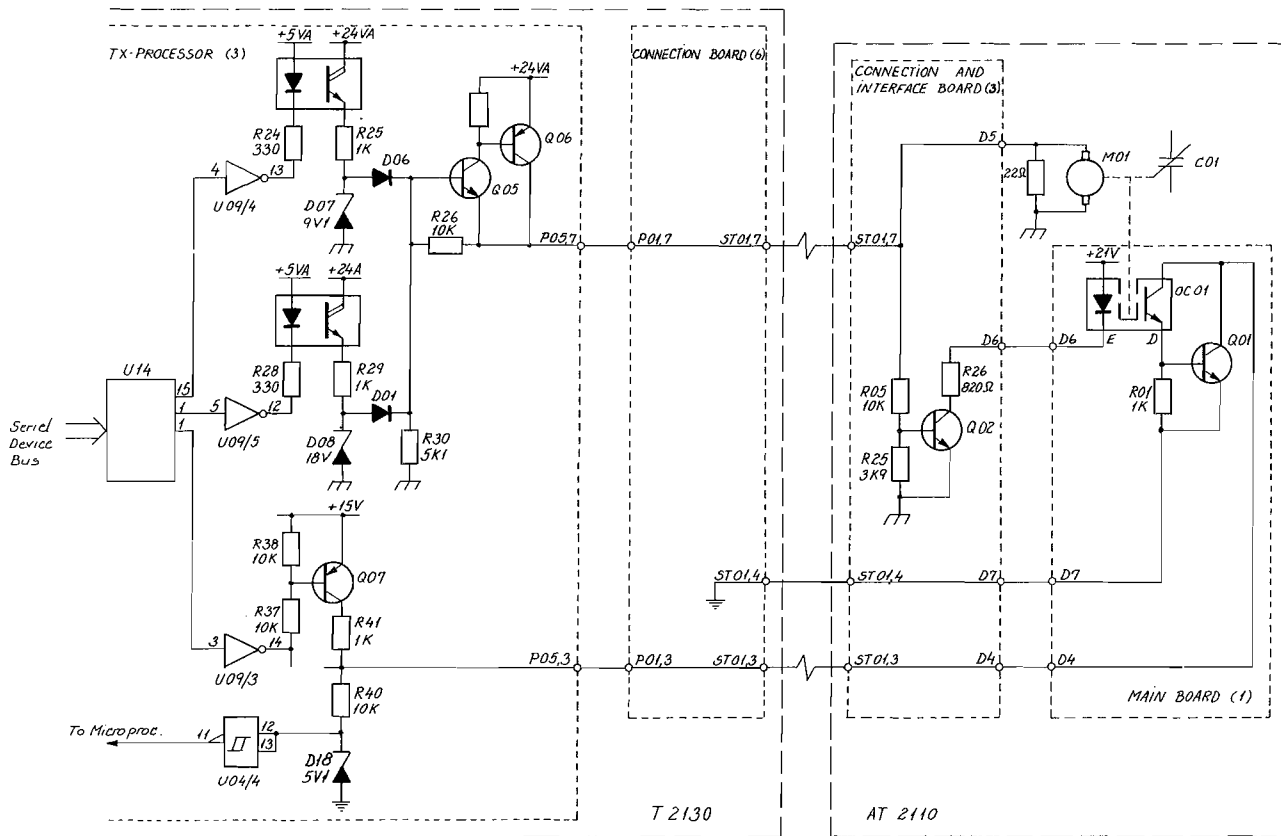 TX-PROCESSOR (3)
+5VA
+24VA
R24
330
R25
1K
4
13
U09/4
D06
D07
9V1
+24VA
Q06
Q05
R26
10K
P05,7
CONNECTION BOARD (6)
P01,7
ST01,7
CONNECTION AND
INTERFACE BOARD (3)
ST01,7
D5
22Ω
M01
C01
+5VA
+24A
R28
330
R29
1K
U14
15
1
1
5
12
U09/5
D01
D08
18V
R30
5K1
Seriel
Device
Bus
+21V
OC01
E
D
D6
D6
Q01
R26
820Ω
R05
10K
R01
1K
Q02
R25
3K9
+15V
R38
10K
Q07
R37
10K
R41
1K
3
14
U09/3
ST01,4
ST01,4
D7
D7
P05,3
P01,3
ST01,3
ST01,3
D4
D4
R40
10K
MAIN BOARD (1)
To Microproc.
11
12
13
U04/4
D18
5V1
T 2130
AT 2110